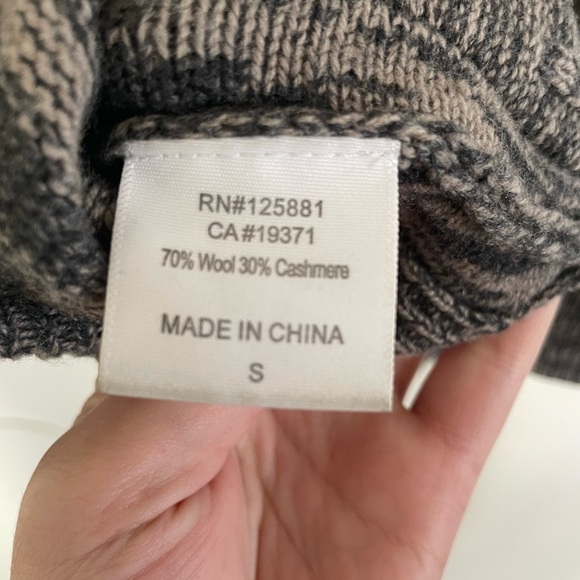 RN#125881
CA#19371
70% Wool 30% Cashmere
MADE IN CHINA
S